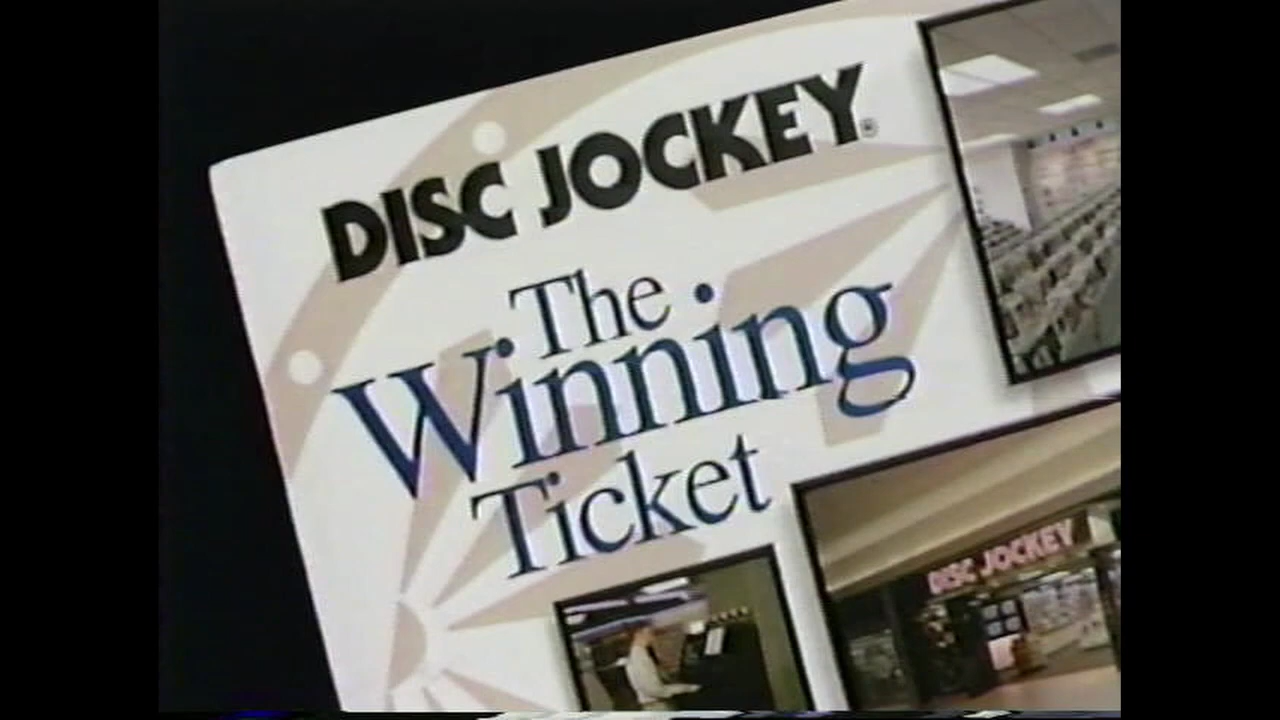 DISC JOCKEY®
The
Winning
Ticket
DISC JOCKEY